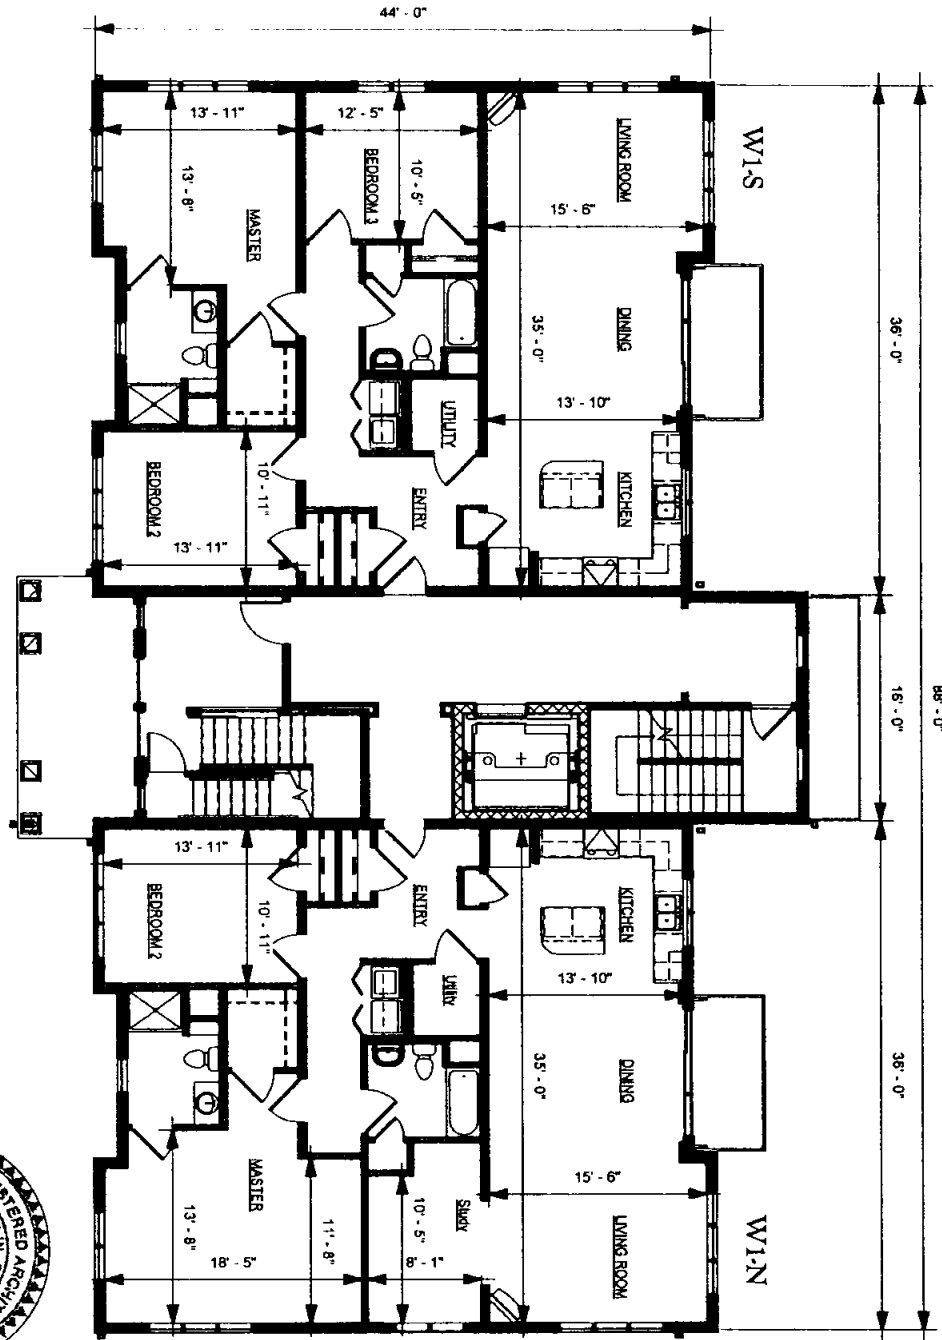 44' - 0"
W1-S
13' - 11"
12' - 5"
LIVING ROOM
BEDROOM 3
10' - 5"
13' - 8"
MASTER
15' - 6"
36' - 0"
DINING
35' - 0"
13' - 10"
UTILITY
KITCHEN
BEDROOM 2
10' - 11"
ENTRY
13' - 11"
16' - 0"
88' - 0"
13' - 11"
BEDROOM 2
10' - 11"
ENTRY
KITCHEN
13' - 10"
Utility
35' - 0"
DINING
36' - 0"
MASTER
15' - 6"
13' - 8"
11' - 8"
10' - 5"
Study
LIVING ROOM
W1-N
18' - 5"
8' - 1"